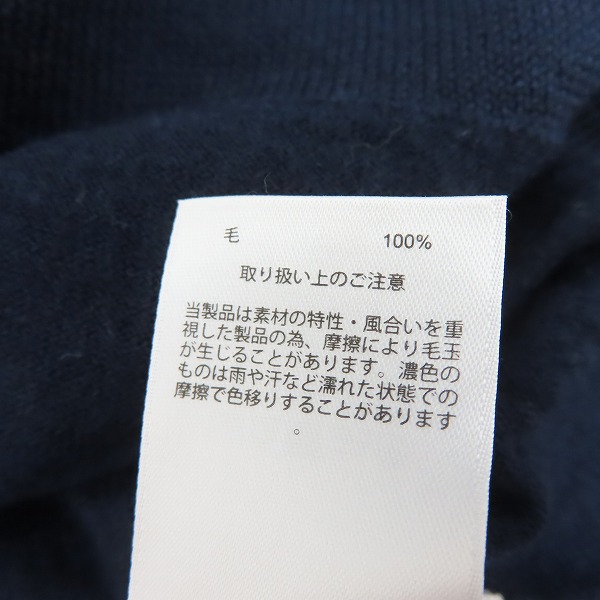 毛 100%
取り扱い上のご注意
当製品は素材の特性・風合いを重
視した製品の為、摩擦により毛玉
が生じることがあります。濃色の
ものは雨や汗など濡れた状態での
摩擦で色移りすることがあります
。